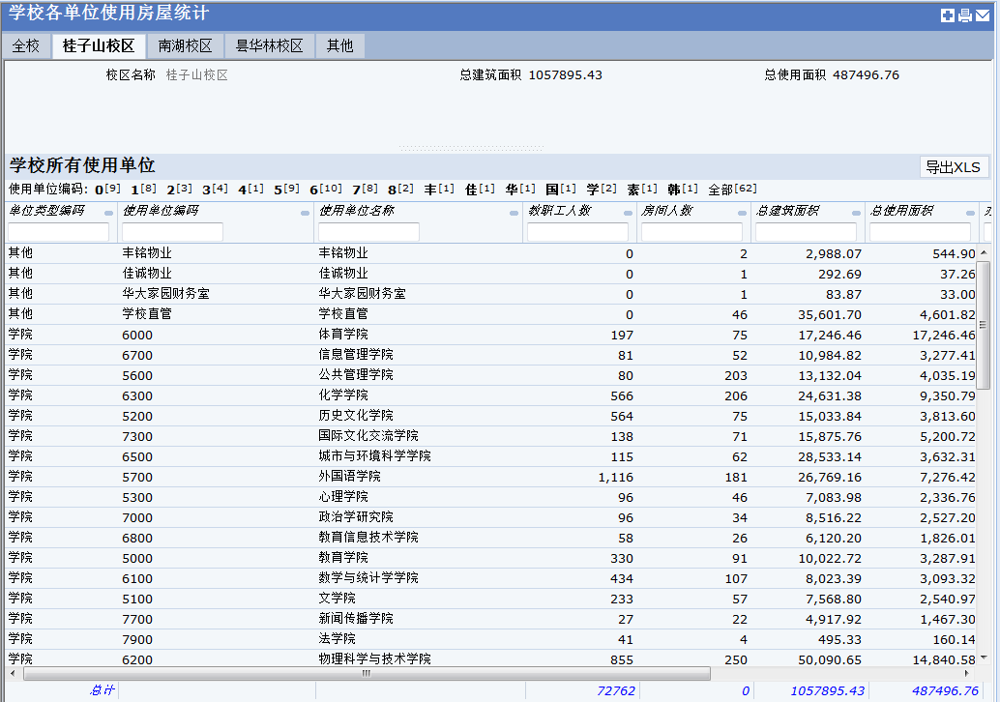 学校各单位使用房屋统计
全校 桂子山校区 南湖校区 昙华林校区 其他
校区名称 桂子山校区 总建筑面积 1057895.43 总使用面积 487496.76
学校所有使用单位 导出XLS
使用单位编码: 0[9] 1[8] 2[3] 3[4] 4[1] 5[9] 6[10] 7[8] 8[2] 丰[1] 佳[1] 华[1] 国[1] 学[2] 素[1] 韩[1] 全部[62]
单位类型编码 使用单位编码 使用单位名称 教职工人数 房间人数 总建筑面积 总使用面积
其他 丰铭物业 丰铭物业 0 2 2,988.07 544.90
其他 佳诚物业 佳诚物业 0 1 292.69 37.26
其他 华大家园财务室 华大家园财务室 0 1 83.87 33.00
其他 学校直管 学校直管 0 46 35,601.70 4,601.82
学院 6000 体育学院 197 75 17,246.46 17,246.46
学院 6700 信息管理学院 81 52 10,984.82 3,277.41
学院 5600 公共管理学院 80 203 13,132.04 4,035.19
学院 6300 化学学院 566 206 24,631.38 9,350.79
学院 5200 历史文化学院 564 75 15,033.84 3,813.60
学院 7300 国际文化交流学院 138 71 15,875.76 5,200.72
学院 6500 城市与环境科学学院 115 62 28,533.14 3,632.31
学院 5700 外国语学院 1,116 181 26,769.16 7,276.42
学院 5300 心理学院 96 46 7,083.98 2,336.76
学院 7000 政治学研究院 96 34 8,516.22 2,527.20
学院 6800 教育信息技术学院 58 26 6,120.20 1,826.01
学院 5000 教育学院 330 91 10,022.72 3,287.91
学院 6100 数学与统计学学院 434 107 8,023.39 3,093.32
学院 5100 文学院 233 57 7,568.80 2,540.97
学院 7700 新闻传播学院 27 22 4,917.92 1,467.30
学院 7900 法学院 41 4 495.33 160.14
学院 6200 物理科学与技术学院 855 250 50,090.65 14,840.58
总计 72762 0 1057895.43 487496.76